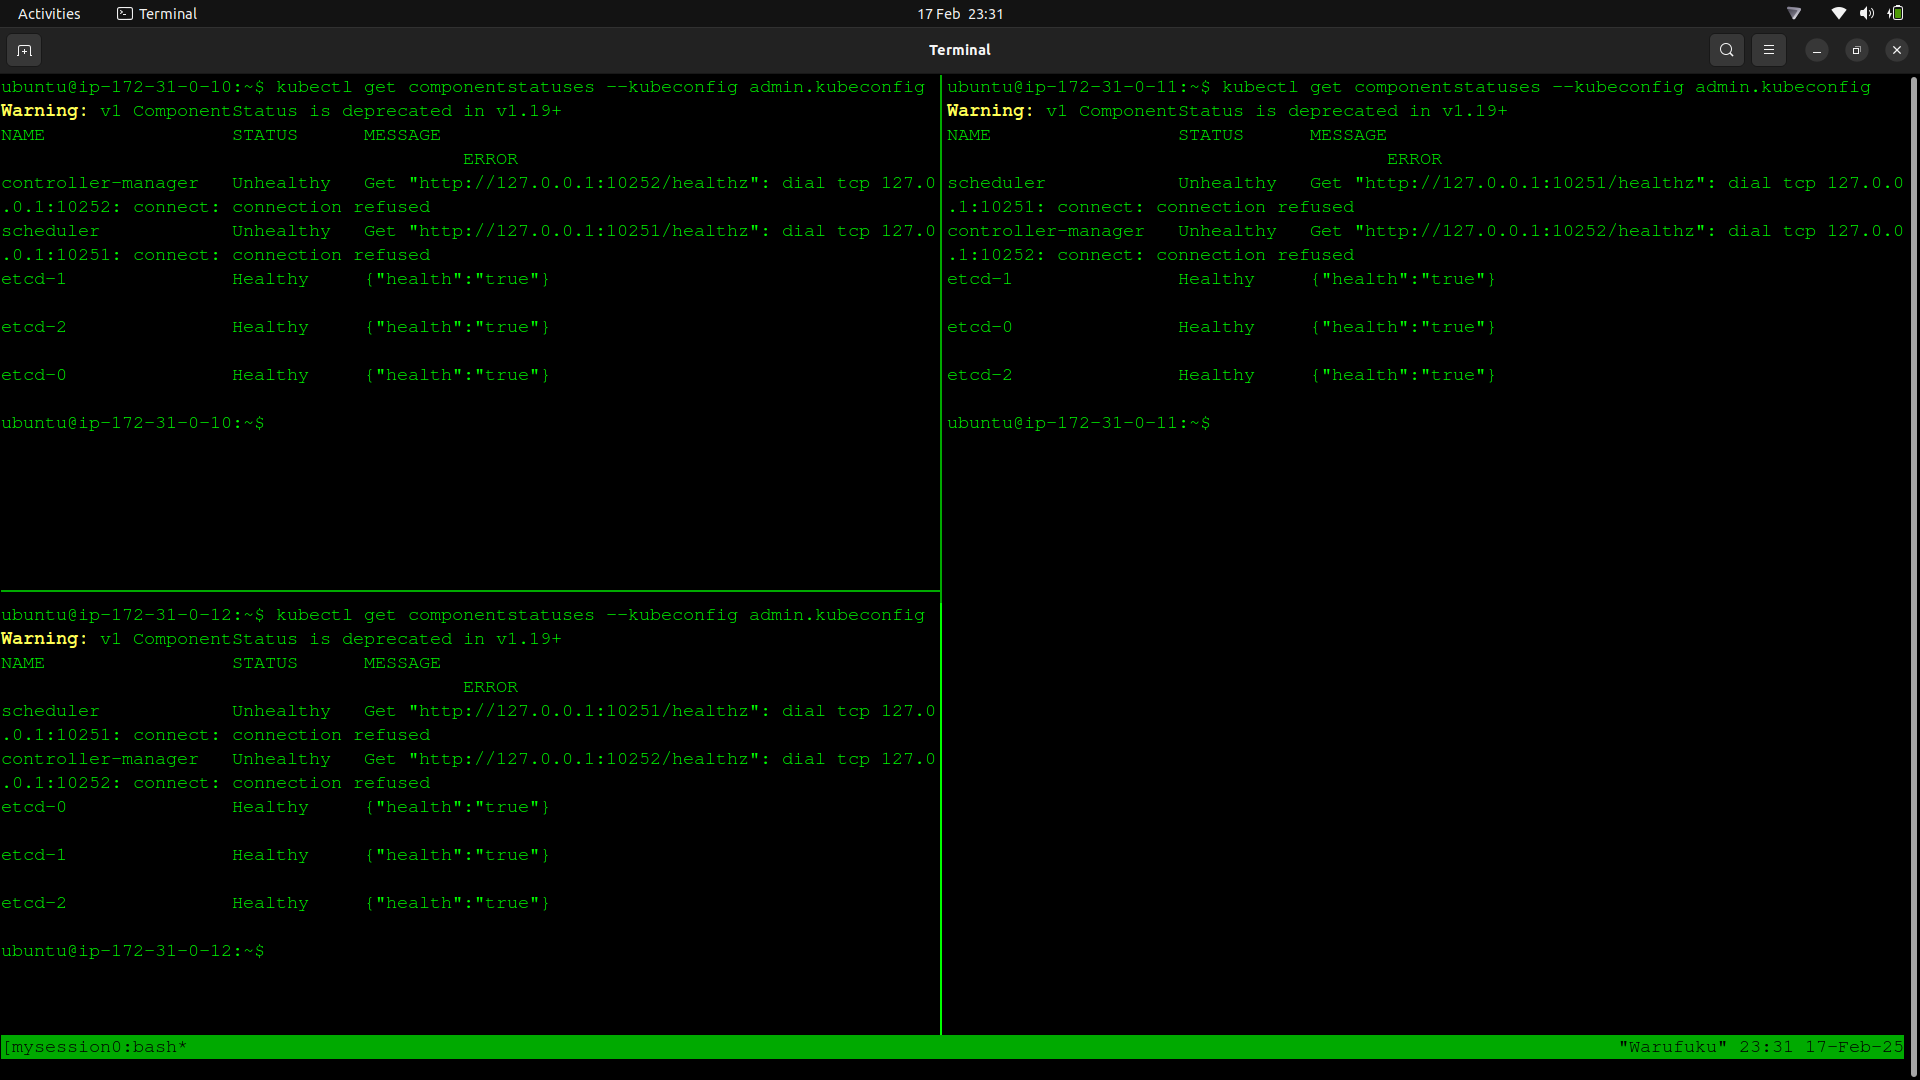 Activities Terminal 17 Feb 23:31
Terminal
ubuntu@ip-172-31-0-10:~$ kubectl get componentstatuses --kubeconfig admin.kubeconfig
Warning: v1 ComponentStatus is deprecated in v1.19+
NAME STATUS MESSAGE
ERROR
controller-manager Unhealthy Get "http://127.0.0.1:10252/healthz": dial tcp 127.0
.0.1:10252: connect: connection refused
scheduler Unhealthy Get "http://127.0.0.1:10251/healthz": dial tcp 127.0
.0.1:10251: connect: connection refused
etcd-1 Healthy {"health":"true"}
etcd-2 Healthy {"health":"true"}
etcd-0 Healthy {"health":"true"}
ubuntu@ip-172-31-0-10:~$
ubuntu@ip-172-31-0-11:~$ kubectl get componentstatuses --kubeconfig admin.kubeconfig
Warning: v1 ComponentStatus is deprecated in v1.19+
NAME STATUS MESSAGE
ERROR
scheduler Unhealthy Get "http://127.0.0.1:10251/healthz": dial tcp 127.0.0
.1:10251: connect: connection refused
controller-manager Unhealthy Get "http://127.0.0.1:10252/healthz": dial tcp 127.0.0
.1:10252: connect: connection refused
etcd-1 Healthy {"health":"true"}
etcd-0 Healthy {"health":"true"}
etcd-2 Healthy {"health":"true"}
ubuntu@ip-172-31-0-11:~$
ubuntu@ip-172-31-0-12:~$ kubectl get componentstatuses --kubeconfig admin.kubeconfig
Warning: v1 ComponentStatus is deprecated in v1.19+
NAME STATUS MESSAGE
ERROR
scheduler Unhealthy Get "http://127.0.0.1:10251/healthz": dial tcp 127.0
.0.1:10251: connect: connection refused
controller-manager Unhealthy Get "http://127.0.0.1:10252/healthz": dial tcp 127.0
.0.1:10252: connect: connection refused
etcd-0 Healthy {"health":"true"}
etcd-1 Healthy {"health":"true"}
etcd-2 Healthy {"health":"true"}
ubuntu@ip-172-31-0-12:~$
[mysession0:bash* "Warufuku" 23:31 17-Feb-25